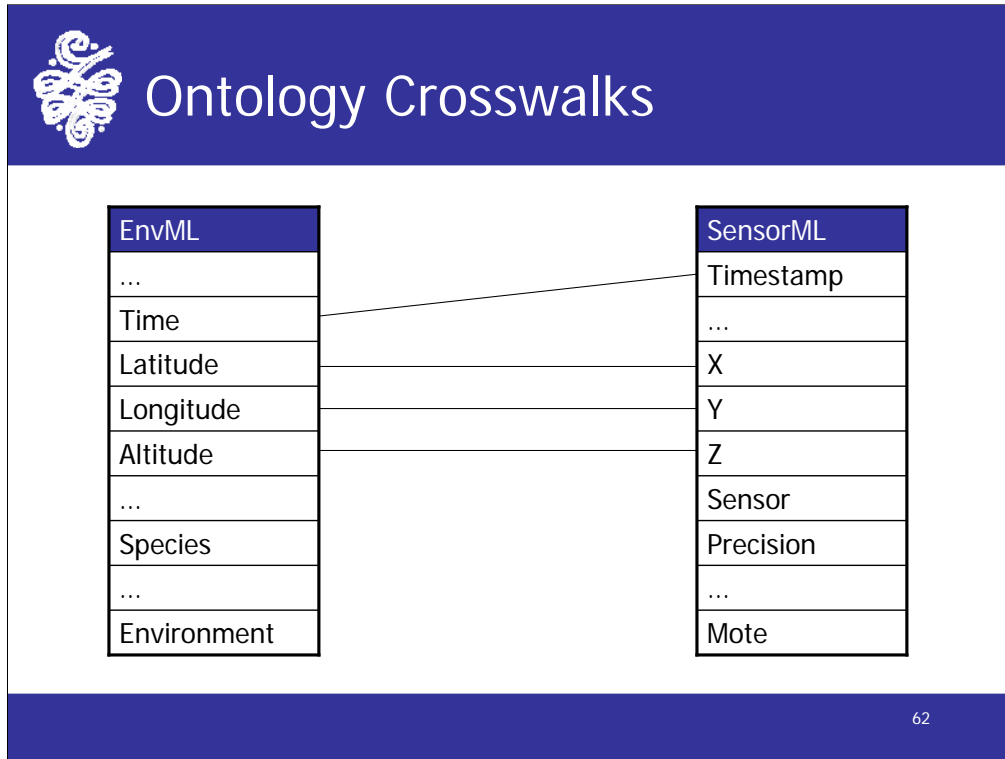 Ontology Crosswalks
EnvML
...
Time
Latitude
Longitude
Altitude
...
Species
...
Environment
SensorML
Timestamp
...
X
Y
Z
Sensor
Precision
...
Mote
62